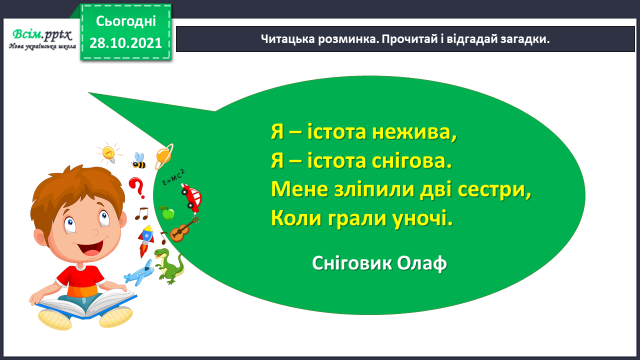 Всім.pptx
Нова українська школа
Сьогодні
28.10.2021
Читацька розминка. Прочитай і відгадай загадки.
Я – істота нежива,
Я – істота снігова.
Мене зліпили дві сестри,
Коли грали уночі.
Сніговик Олаф
E=MC²